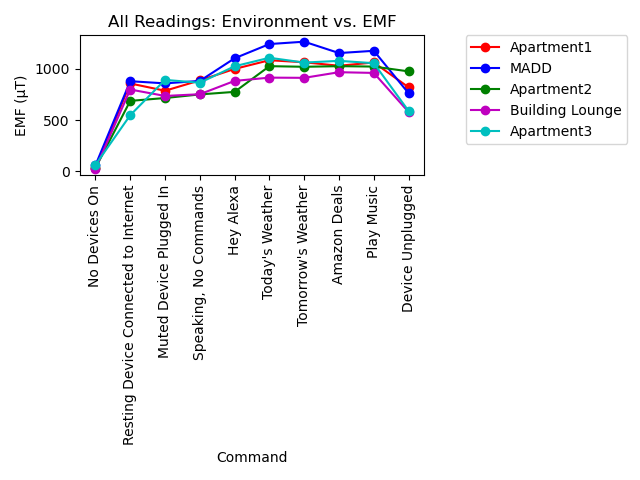 All Readings: Environment vs. EMF
EMF (µT)
1000
500
0
No Devices On
Resting Device Connected to Internet
Muted Device Plugged In
Speaking, No Commands
Hey Alexa
Today's Weather
Tomorrow's Weather
Amazon Deals
Play Music
Device Unplugged
Command
Apartment1
MADD
Apartment2
Building Lounge
Apartment3